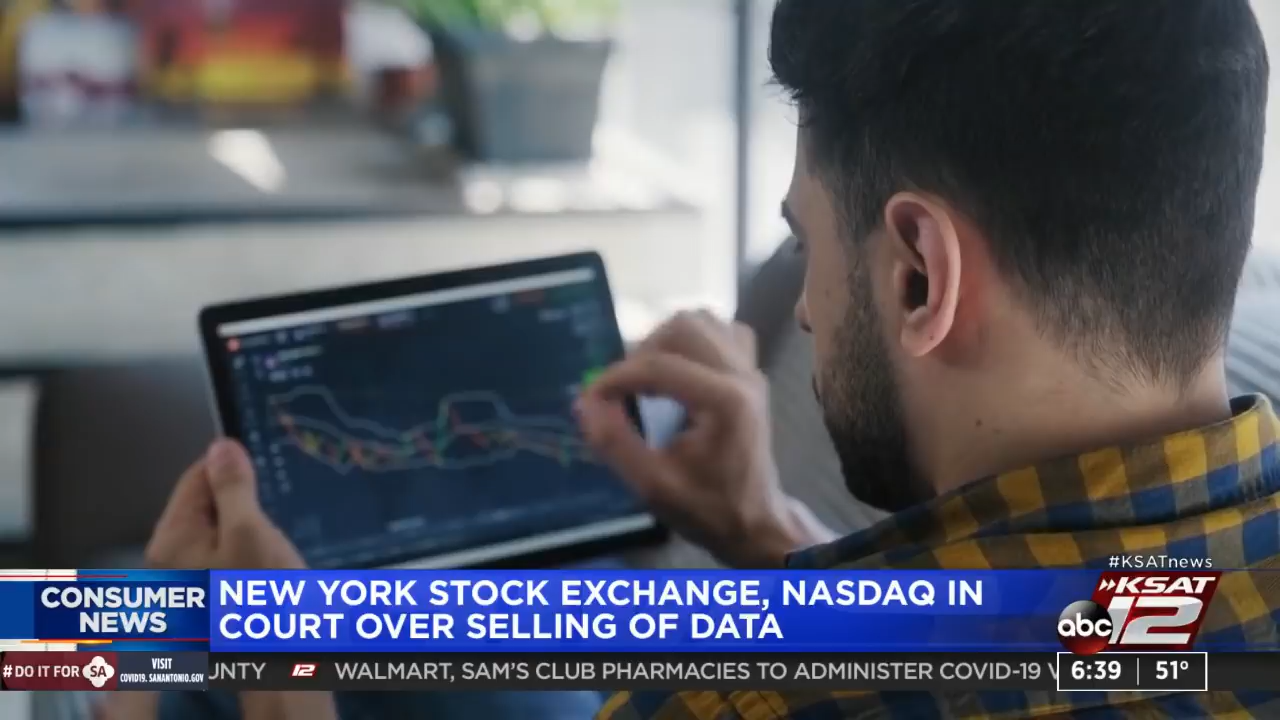 #KSATnews
CONSUMER
NEWS
NEW YORK STOCK EXCHANGE, NASDAQ IN
COURT OVER SELLING OF DATA
abc
KSAT
12
#DO IT FOR SA
VISIT
COVID19.SANANTONIO.GOV
UNTY 12 WALMART, SAM'S CLUB PHARMACIES TO ADMINISTER COVID-19 V
6:39 51°